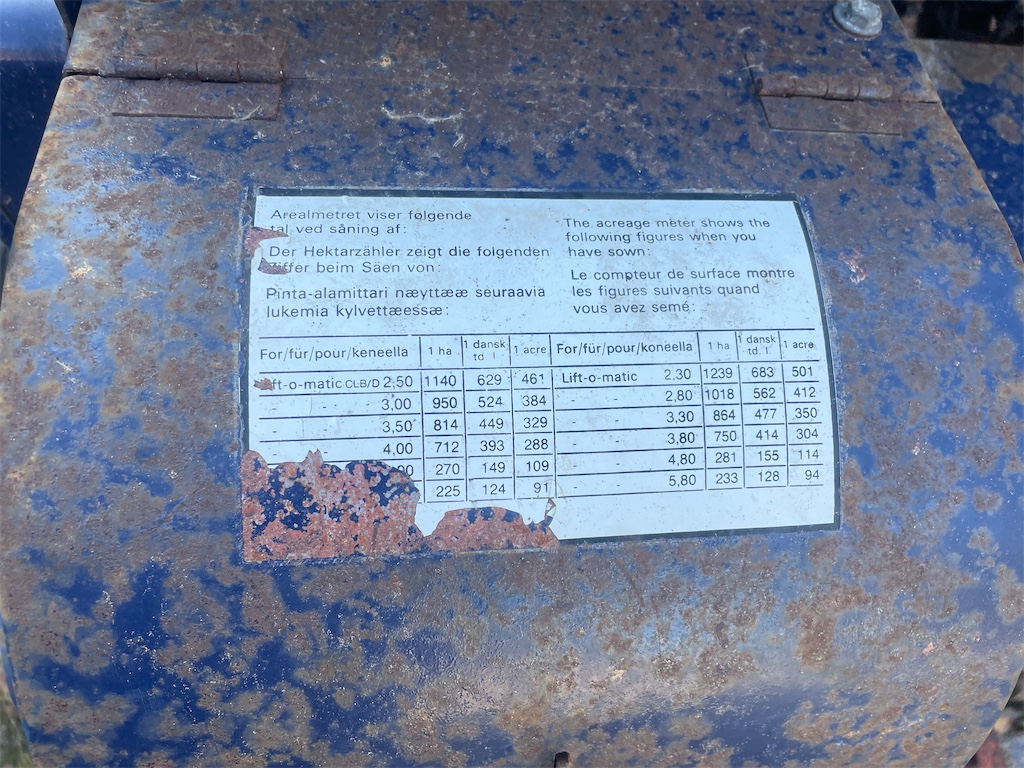 Arealmetret viser følgende
tal ved såning af:
Der Hektarzähler zeigt die folgenden
Ziffer beim Säen von:
Pinta-alamittari næyttææ seuraavia
lukemia kylvettæessæ:
The acreage meter shows the
following figures when you
have sown:
Le compteur de surface montre
les figures suivants quand
vous avez semé:
For/für/pour/keneella 1 ha 1 dansk td. l. 1 acre
Lift-o-matic CLB/D 2,50 1140 629 461
- - - 3,00 950 524 384
- - 3,50 814 449 329
4,00 712 393 288
00 270 149 109
225 124 91
For/für/pour/koneella 1 ha 1 dansk td. l. 1 acre
Lift-o-matic 2,30 1239 683 501
- - 2,80 1018 562 412
- - 3,30 864 477 350
- - 3,80 750 414 304
- - 4,80 281 155 114
- - 5,80 233 128 94